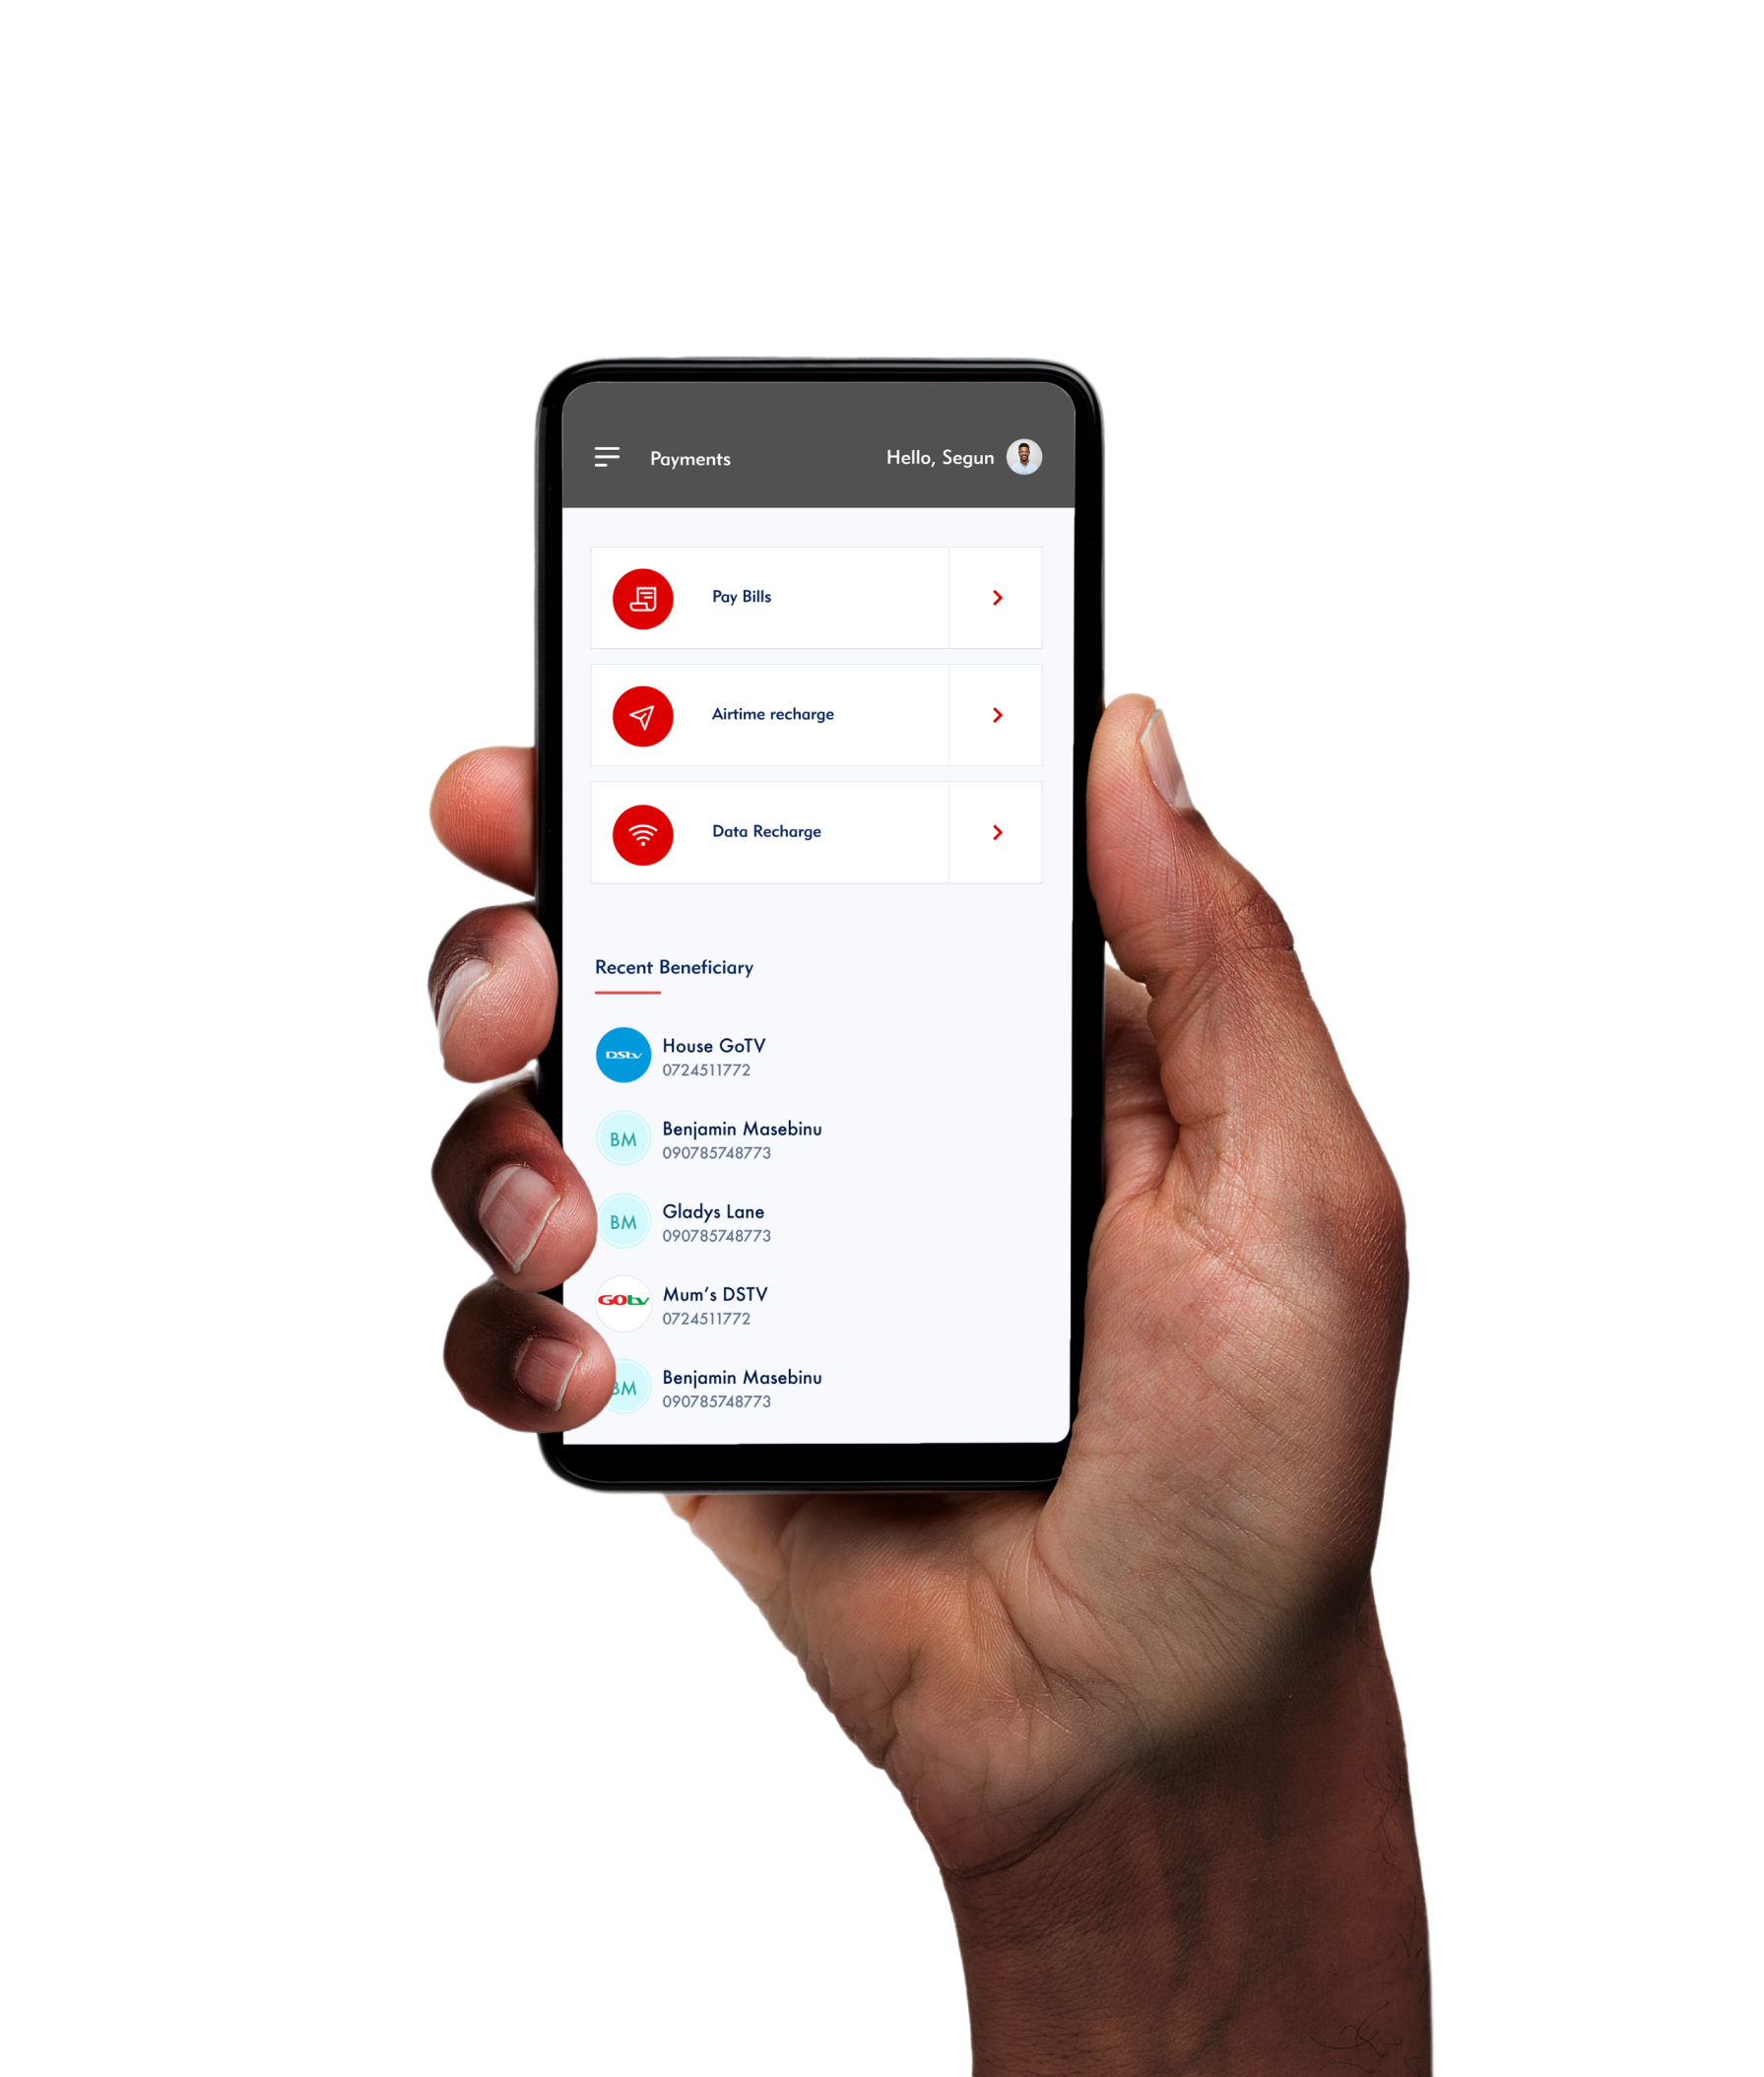 Payments
Hello, Segun
Pay Bills
Airtime recharge
Data Recharge
Recent Beneficiary
DStv
House GoTV
0724511772
BM
Benjamin Masebinu
090785748773
BM
Gladys Lane
090785748773
GOtv
Mum's DSTV
0724511772
BM
Benjamin Masebinu
090785748773